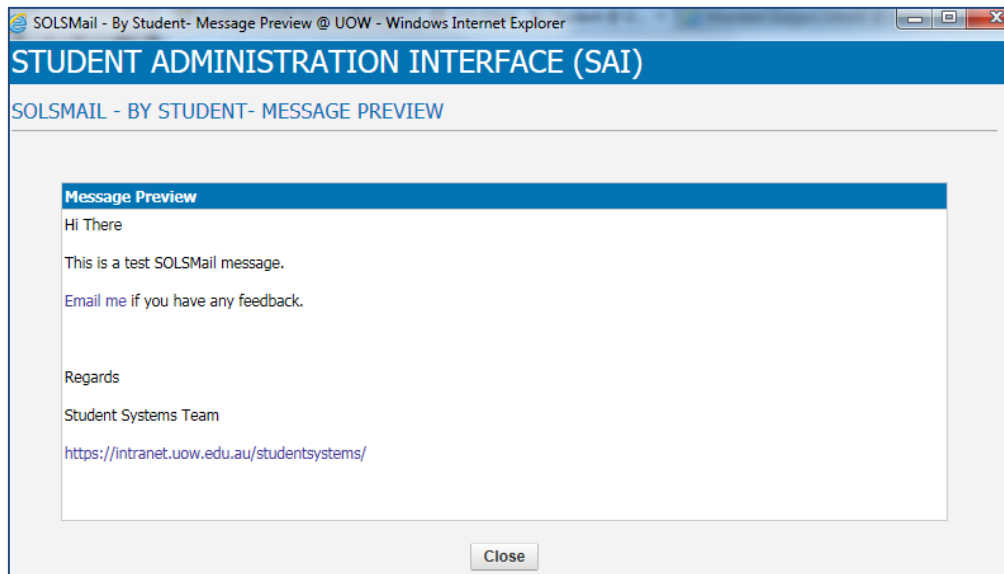 SOLSMail - By Student- Message Preview @ UOW - Windows Internet Explorer
STUDENT ADMINISTRATION INTERFACE (SAI)
SOLSMAIL - BY STUDENT- MESSAGE PREVIEW
Message Preview
Hi There
This is a test SOLSMail message.
Email me if you have any feedback.
Regards
Student Systems Team
https://intranet.uow.edu.au/studentsystems/
Close